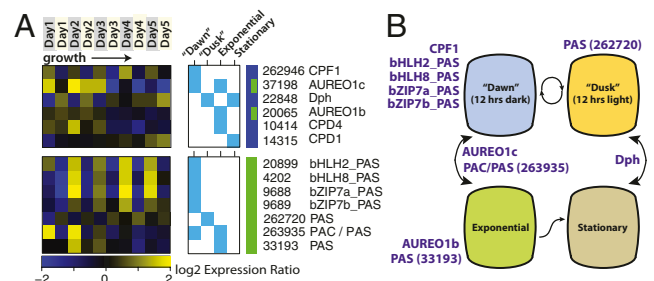 A
Day1
Day1
Day2
Day2
Day3
Day3
Day4
Day4
Day5
Day5
growth
"Dawn"
"Dusk"
Exponential
Stationary
262946 CPF1
37198 AUREO1c
22848 Dph
20065 AUREO1b
10414 CPD4
14315 CPD1
20899 bHLH2_PAS
4202 bHLH8_PAS
9688 bZIP7a_PAS
9689 bZIP7b_PAS
262720 PAS
263935 PAC / PAS
33193 PAS
log2 Expression Ratio
−2 0 2
B
CPF1
bHLH2_PAS
bHLH8_PAS
bZIP7a_PAS
bZIP7b_PAS
PAS (262720)
"Dawn"
(12 hrs dark)
"Dusk"
(12 hrs light)
AUREO1c
PAC/PAS (263935)
Dph
Exponential
Stationary
AUREO1b
PAS (33193)